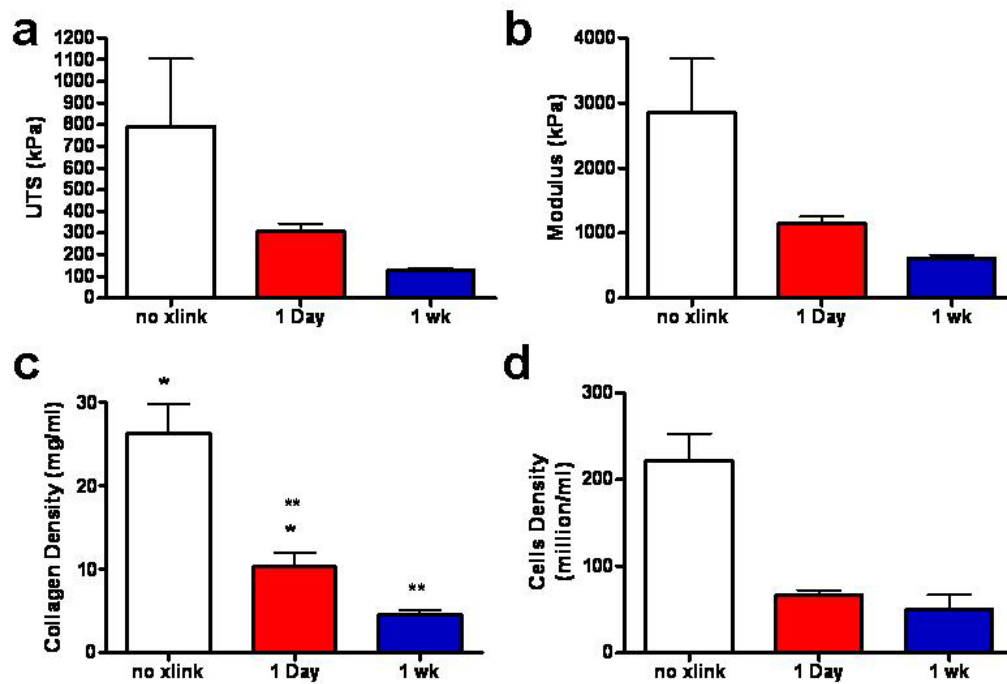 a
UTS (kPa)
1200
1100
1000
900
800
700
600
500
400
300
200
100
0
no xlink 1 Day 1 wk
b
Modulus (kPa)
4000
3000
2000
1000
0
no xlink 1 Day 1 wk
c
Collagen Density (mg/ml)
30
20
10
0
*
**
*
**
no xlink 1 Day 1 wk
d
Cells Density
(million/ml)
300
200
100
0
no xlink 1 Day 1 wk